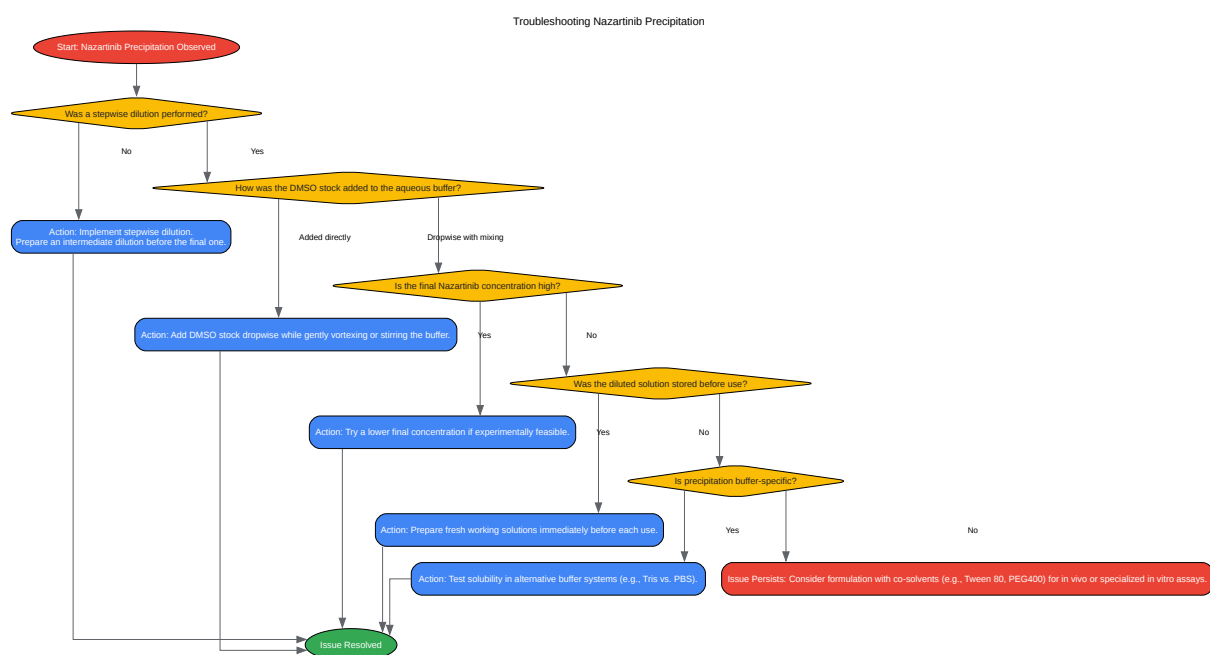 Troubleshooting Nazartinib Precipitation
Start: Nazartinib Precipitation Observed
Was a stepwise dilution performed?
No
Yes
How was the DMSO stock added to the aqueous buffer?
Action: Implement stepwise dilution.
Prepare an intermediate dilution before the final one.
Added directly
Dropwise with mixing
Is the final Nazartinib concentration high?
Action: Add DMSO stock dropwise while gently vortexing or stirring the buffer.
Yes
No
Was the diluted solution stored before use?
Action: Try a lower final concentration if experimentally feasible.
Yes
No
Is precipitation buffer-specific?
Action: Prepare fresh working solutions immediately before each use.
Yes
No
Action: Test solubility in alternative buffer systems (e.g., Tris vs. PBS).
Issue Persists: Consider formulation with co-solvents (e.g., Tween 80, PEG400) for in vivo or specialized in vitro assays.
Issue Resolved